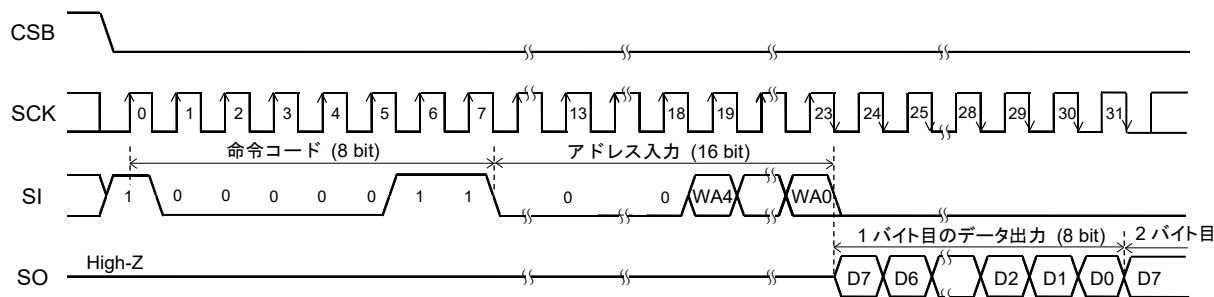 CSB
SCK
0 1 2 3 4 5 6 7 13 18 19 23 24 25 28 29 30 31
命令コード (8 bit) アドレス入力 (16 bit)
SI
1 0 0 0 0 0 1 1 0 0 WA4 WA0
1 バイト目のデータ出力 (8 bit) 2 バイト目
SO
High-Z
D7 D6 D2 D1 D0 D7